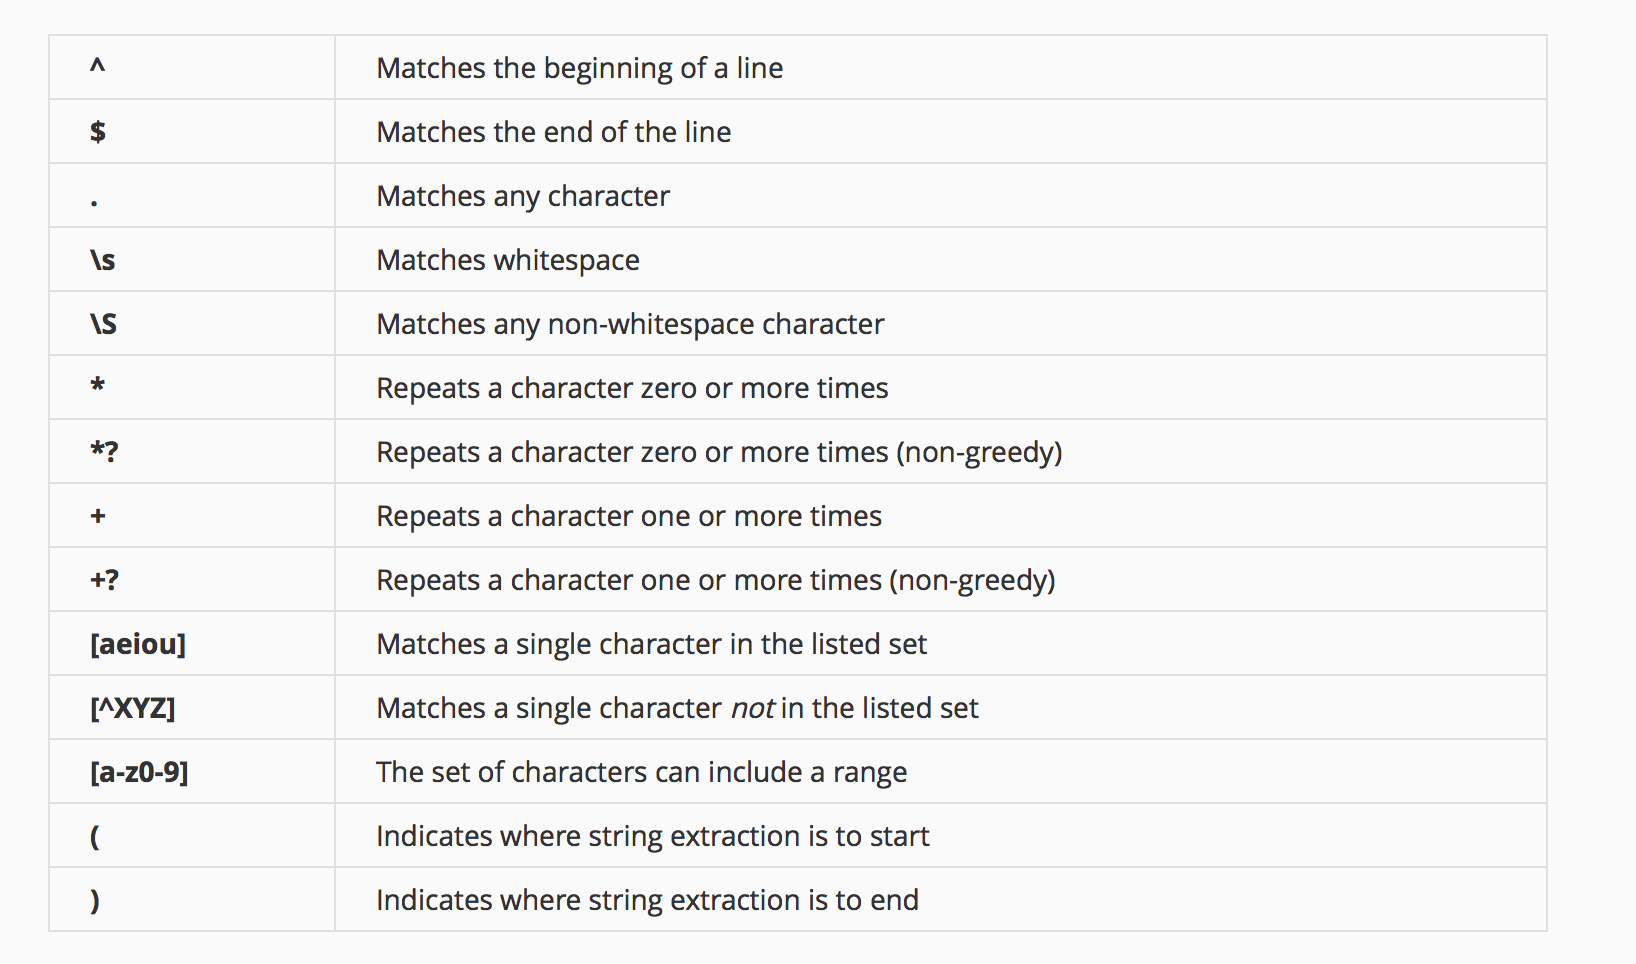 ^ Matches the beginning of a line
$ Matches the end of the line
. Matches any character
\s Matches whitespace
\S Matches any non-whitespace character
* Repeats a character zero or more times
*? Repeats a character zero or more times (non-greedy)
+ Repeats a character one or more times
+? Repeats a character one or more times (non-greedy)
[aeiou] Matches a single character in the listed set
[^XYZ] Matches a single character not in the listed set
[a-z0-9] The set of characters can include a range
( Indicates where string extraction is to start
) Indicates where string extraction is to end